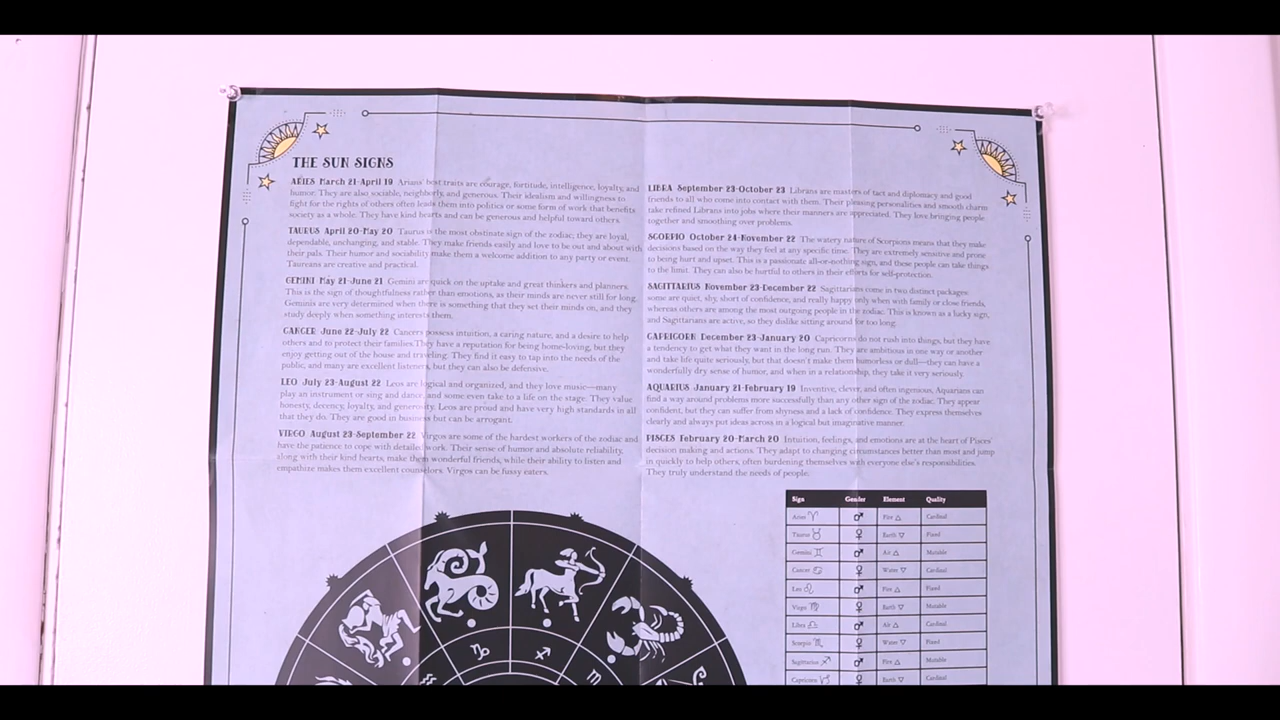 THE SUN SIGNS
ARIES March 21-April 19 Arians' best traits are courage, fortitude, intelligence, loyalty, and
humor. They are also sociable, neighborly, and generous. Their idealism and willingness to
fight for the rights of others often leads them into politics or some form of work that benefits
society as a whole. They have kind hearts and can be generous and helpful toward others.
TAURUS April 20-May 20 Taurus is the most obstinate sign of the zodiac; they are loyal,
dependable, unchanging, and stable. They make friends easily and love to be out and about with
their pals. Their humor and sociability make them a welcome addition to any party or event.
Taureans are creative and practical.
GEMINI May 21-June 21 Gemini are quick on the uptake and great thinkers and planners.
This is the sign of thoughtfulness rather than emotions, as their minds are never still for long.
Geminis are very determined when there is something that they set their minds on, and they
study deeply when something interests them.
CANCER June 22-July 22 Cancers possess intuition, a caring nature, and a desire to help
others and to protect their families. They have a reputation for being home-loving, but they
enjoy getting out of the house and traveling. They find it easy to tap into the needs of the
public, and many are excellent listeners, but they can also be defensive.
LEO July 23-August 22 Leos are logical and organized, and they love music—many
play an instrument or sing and dance, and some even take to a life on the stage. They value
honesty, decency, loyalty, and generosity. Leos are proud and have very high standards in all
that they do. They are good in business but can be arrogant.
VIRGO August 23-September 22 Virgos are some of the hardest workers of the zodiac and
have the patience to cope with detailed work. Their sense of humor and absolute reliability,
along with their kind hearts, make them wonderful friends, while their ability to listen and
empathize makes them excellent counselors. Virgos can be fussy eaters.
LIBRA September 23-October 23 Librans are masters of tact and diplomacy and good
friends to all who come into contact with them. Their pleasing personalities and smooth charm
take refined Librans into jobs where their manners are appreciated. They love bringing people
together and smoothing over problems.
SCORPIO October 24-November 22 The watery nature of Scorpions means that they make
decisions based on the way they feel at any specific time. They are extremely sensitive and prone
to being hurt and upset. This is a passionate all-or-nothing sign, and these people can take things
to the limit. They can also be hurtful to others in their efforts for self-protection.
SAGITTARIUS November 23-December 22 Sagittarians come in two distinct packages:
some are quiet, shy, short of confidence, and really happy only when with family or close friends,
whereas others are among the most outgoing people in the zodiac. This is known as a lucky sign,
and Sagittarians are active, so they dislike sitting around for too long.
CAPRICORN December 23-January 20 Capricorns do not rush into things, but they have
a tendency to get what they want in the long run. They are ambitious in one way or another
and take life quite seriously, but that doesn't make them humorless or dull—they can have a
wonderfully dry sense of humor, and when in a relationship, they take it very seriously.
AQUARIUS January 21-February 19 Inventive, clever, and often ingenious, Aquarians can
find a way around problems more successfully than any other sign of the zodiac. They appear
confident, but they can suffer from shyness and a lack of confidence. They express themselves
clearly and always put ideas across in a logical but imaginative manner.
PISCES February 20-March 20 Intuition, feelings, and emotions are at the heart of Pisces'
decision making and actions. They adapt to changing circumstances better than most and jump
in quickly to help others, often burdening themselves with everyone else's responsibilities.
They truly understand the needs of people.
Sign Gender Element Quality
Aries ♈ ♂ Fire △ Cardinal
Taurus ♉ ♀ Earth ▽ Fixed
Gemini ♊ ♂ Air △ Mutable
Cancer ♋ ♀ Water ▽ Cardinal
Leo ♌ ♂ Fire △ Fixed
Virgo ♍ ♀ Earth ▽ Mutable
Libra ♎ ♂ Air △ Cardinal
Scorpio ♏ ♀ Water ▽ Fixed
Sagittarius ♐ ♂ Fire △ Mutable
Capricorn ♑ ♀ Earth ▽ Cardinal